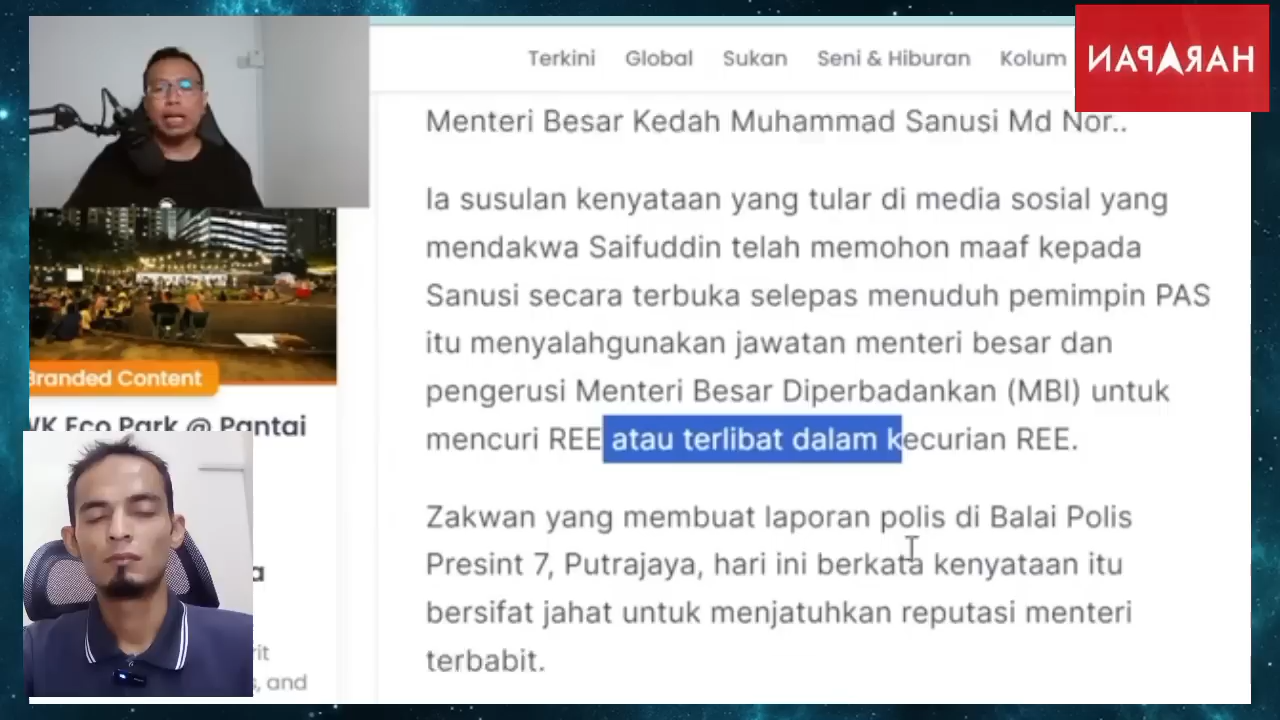 Terkini Global Sukan Seni & Hiburan Kolum
HARAPAN
Menteri Besar Kedah Muhammad Sanusi Md Nor..
Ia susulan kenyataan yang tular di media sosial yang
mendakwa Saifuddin telah memohon maaf kepada
Sanusi secara terbuka selepas menuduh pemimpin PAS
itu menyalahgunakan jawatan menteri besar dan
pengerusi Menteri Besar Diperbadankan (MBI) untuk
mencuri REE atau terlibat dalam kecurian REE.
Zakwan yang membuat laporan polis di Balai Polis
Presint 7, Putrajaya, hari ini berkata kenyataan itu
bersifat jahat untuk menjatuhkan reputasi menteri
terbabit.
Branded Content
Eco Park @ Pantai
and